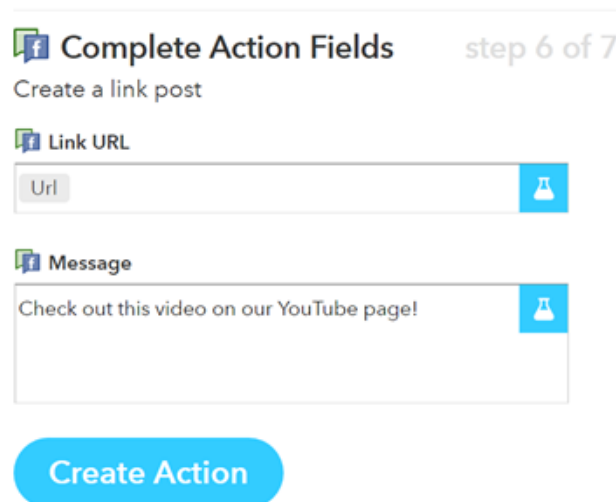 Complete Action Fields step 6 of 7
Create a link post
Link URL
Url
Message
Check out this video on our YouTube page!
Create Action